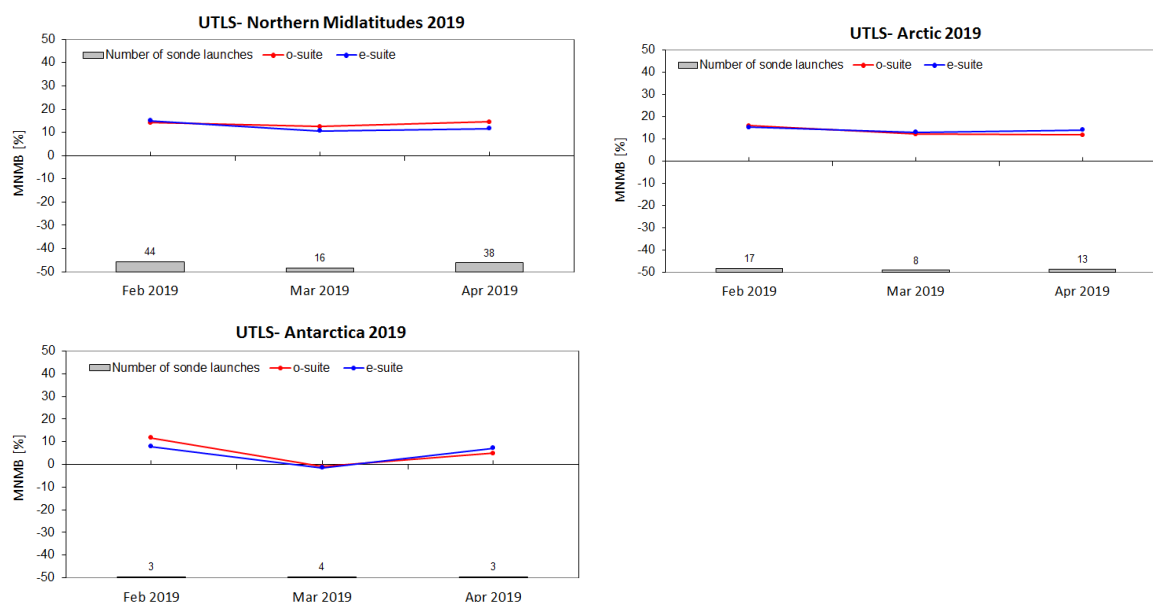 UTLS- Northern Midlatitudes 2019
Number of sonde launches o-suite e-suite
MNMB [%]
50
40
30
20
10
0
-10
-20
-30
-40
-50
44 16 38
Feb 2019 Mar 2019 Apr 2019
UTLS- Arctic 2019
Number of sonde launches o-suite e-suite
MNMB [%]
50
40
30
20
10
0
-10
-20
-30
-40
-50
17 8 13
Feb 2019 Mar 2019 Apr 2019
UTLS- Antarctica 2019
Number of sonde launches o-suite e-suite
MNMB [%]
50
40
30
20
10
0
-10
-20
-30
-40
-50
3 4 3
Feb 2019 Mar 2019 Apr 2019